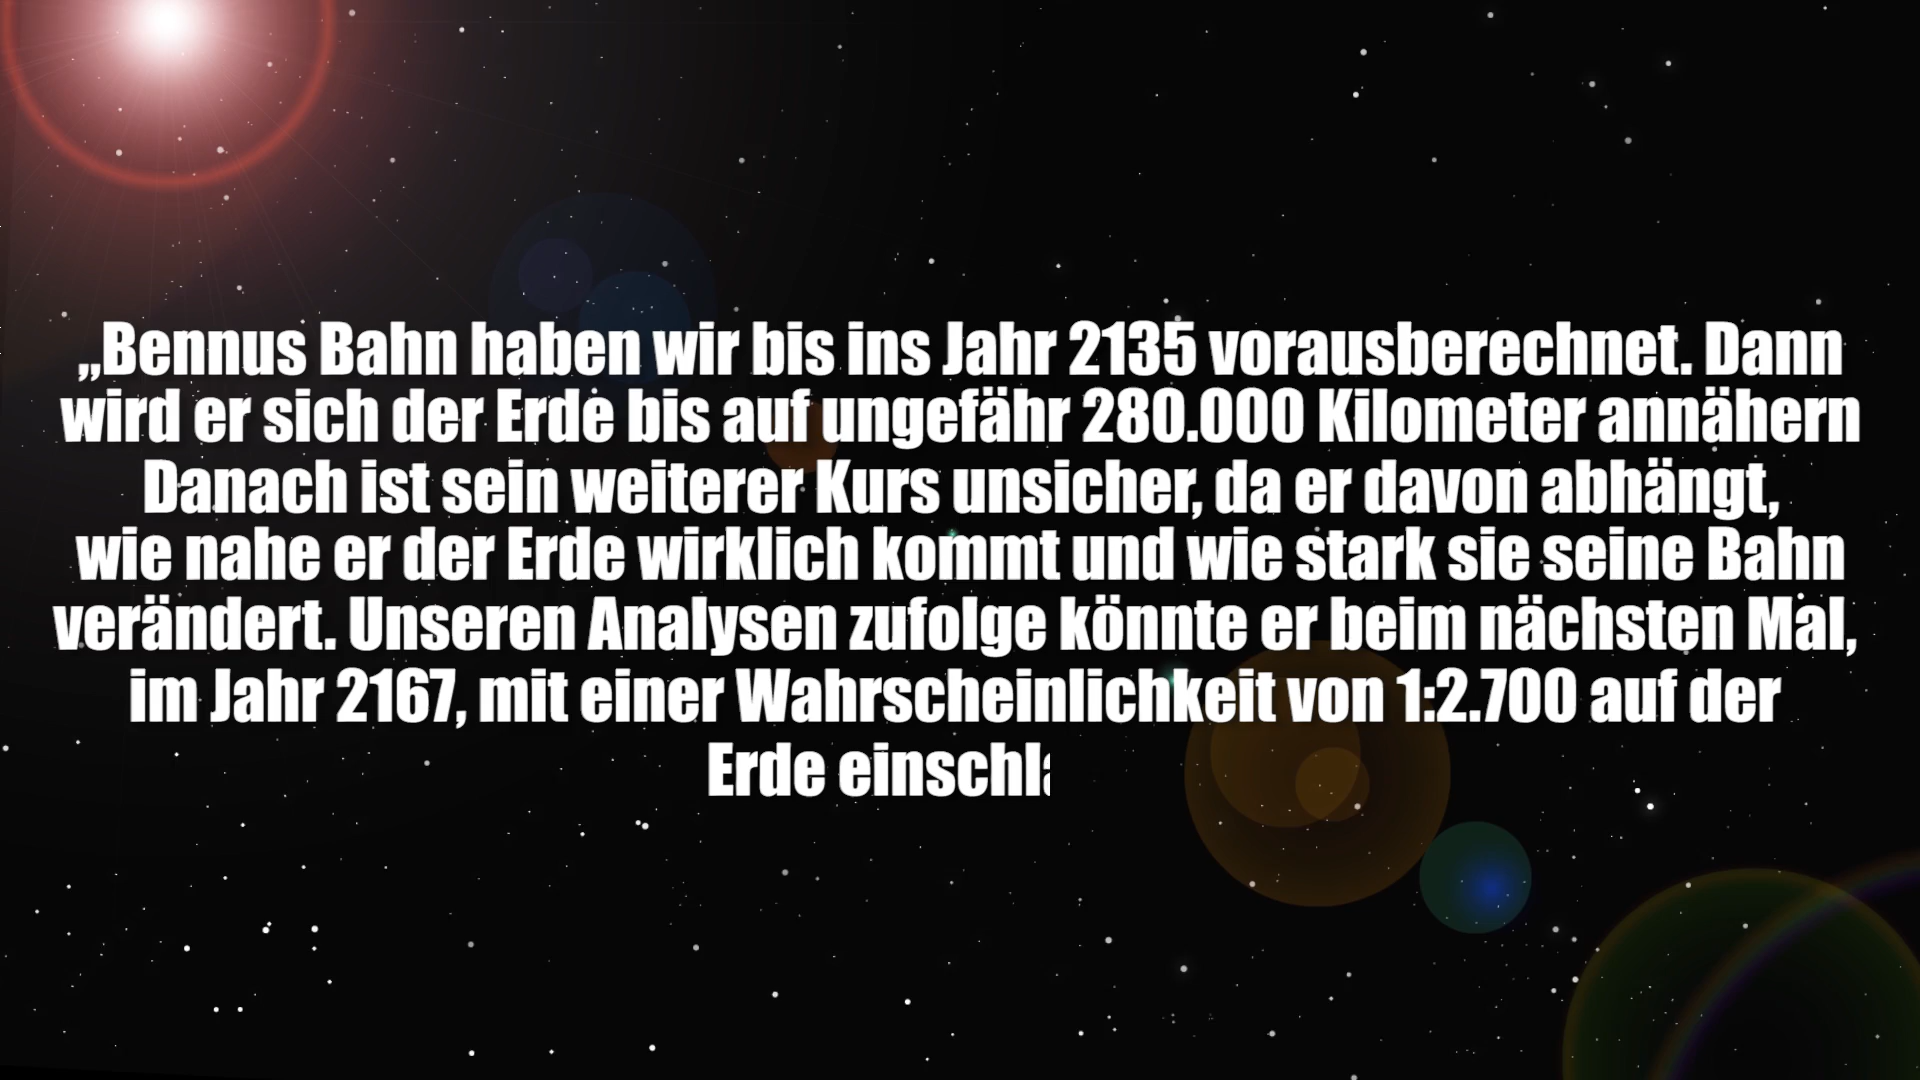 „Bennus Bahn haben wir bis ins Jahr 2135 vorausberechnet. Dann
wird er sich der Erde bis auf ungefähr 280.000 Kilometer annähern
Danach ist sein weiterer Kurs unsicher, da er davon abhängt,
wie nahe er der Erde wirklich kommt und wie stark sie seine Bahn
verändert. Unseren Analysen zufolge könnte er beim nächsten Mal,
im Jahr 2167, mit einer Wahrscheinlichkeit von 1:2.700 auf der
Erde einschl